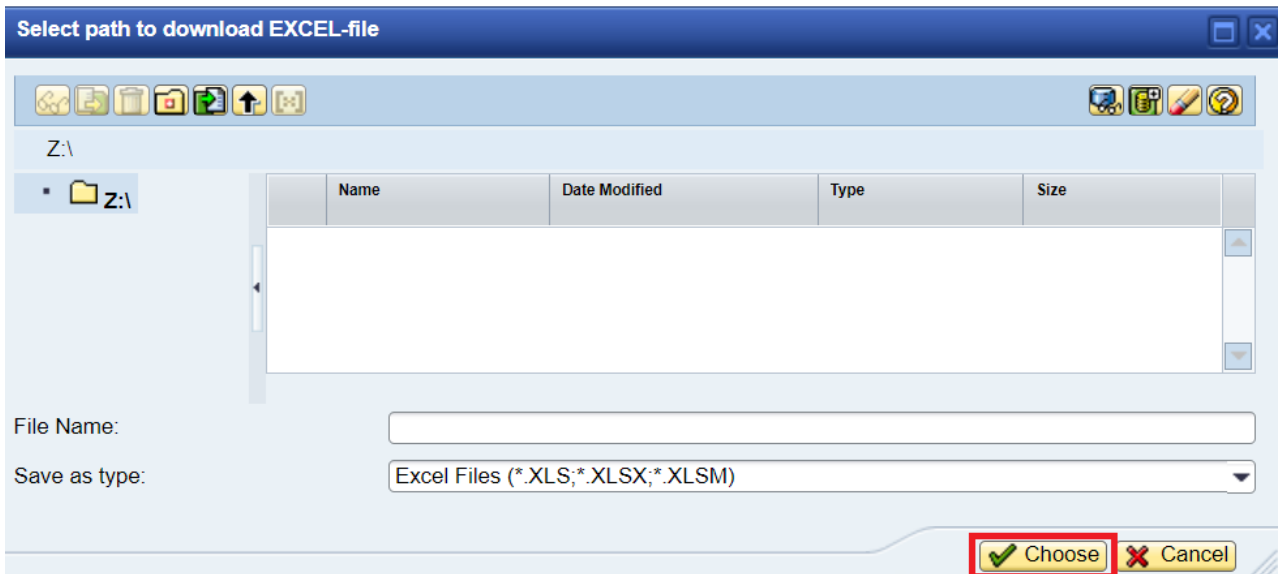 Select path to download EXCEL-file
Z:\
Z:\
Name Date Modified Type Size
File Name:
Save as type: Excel Files (*.XLS;*.XLSX;*.XLSM)
Choose Cancel